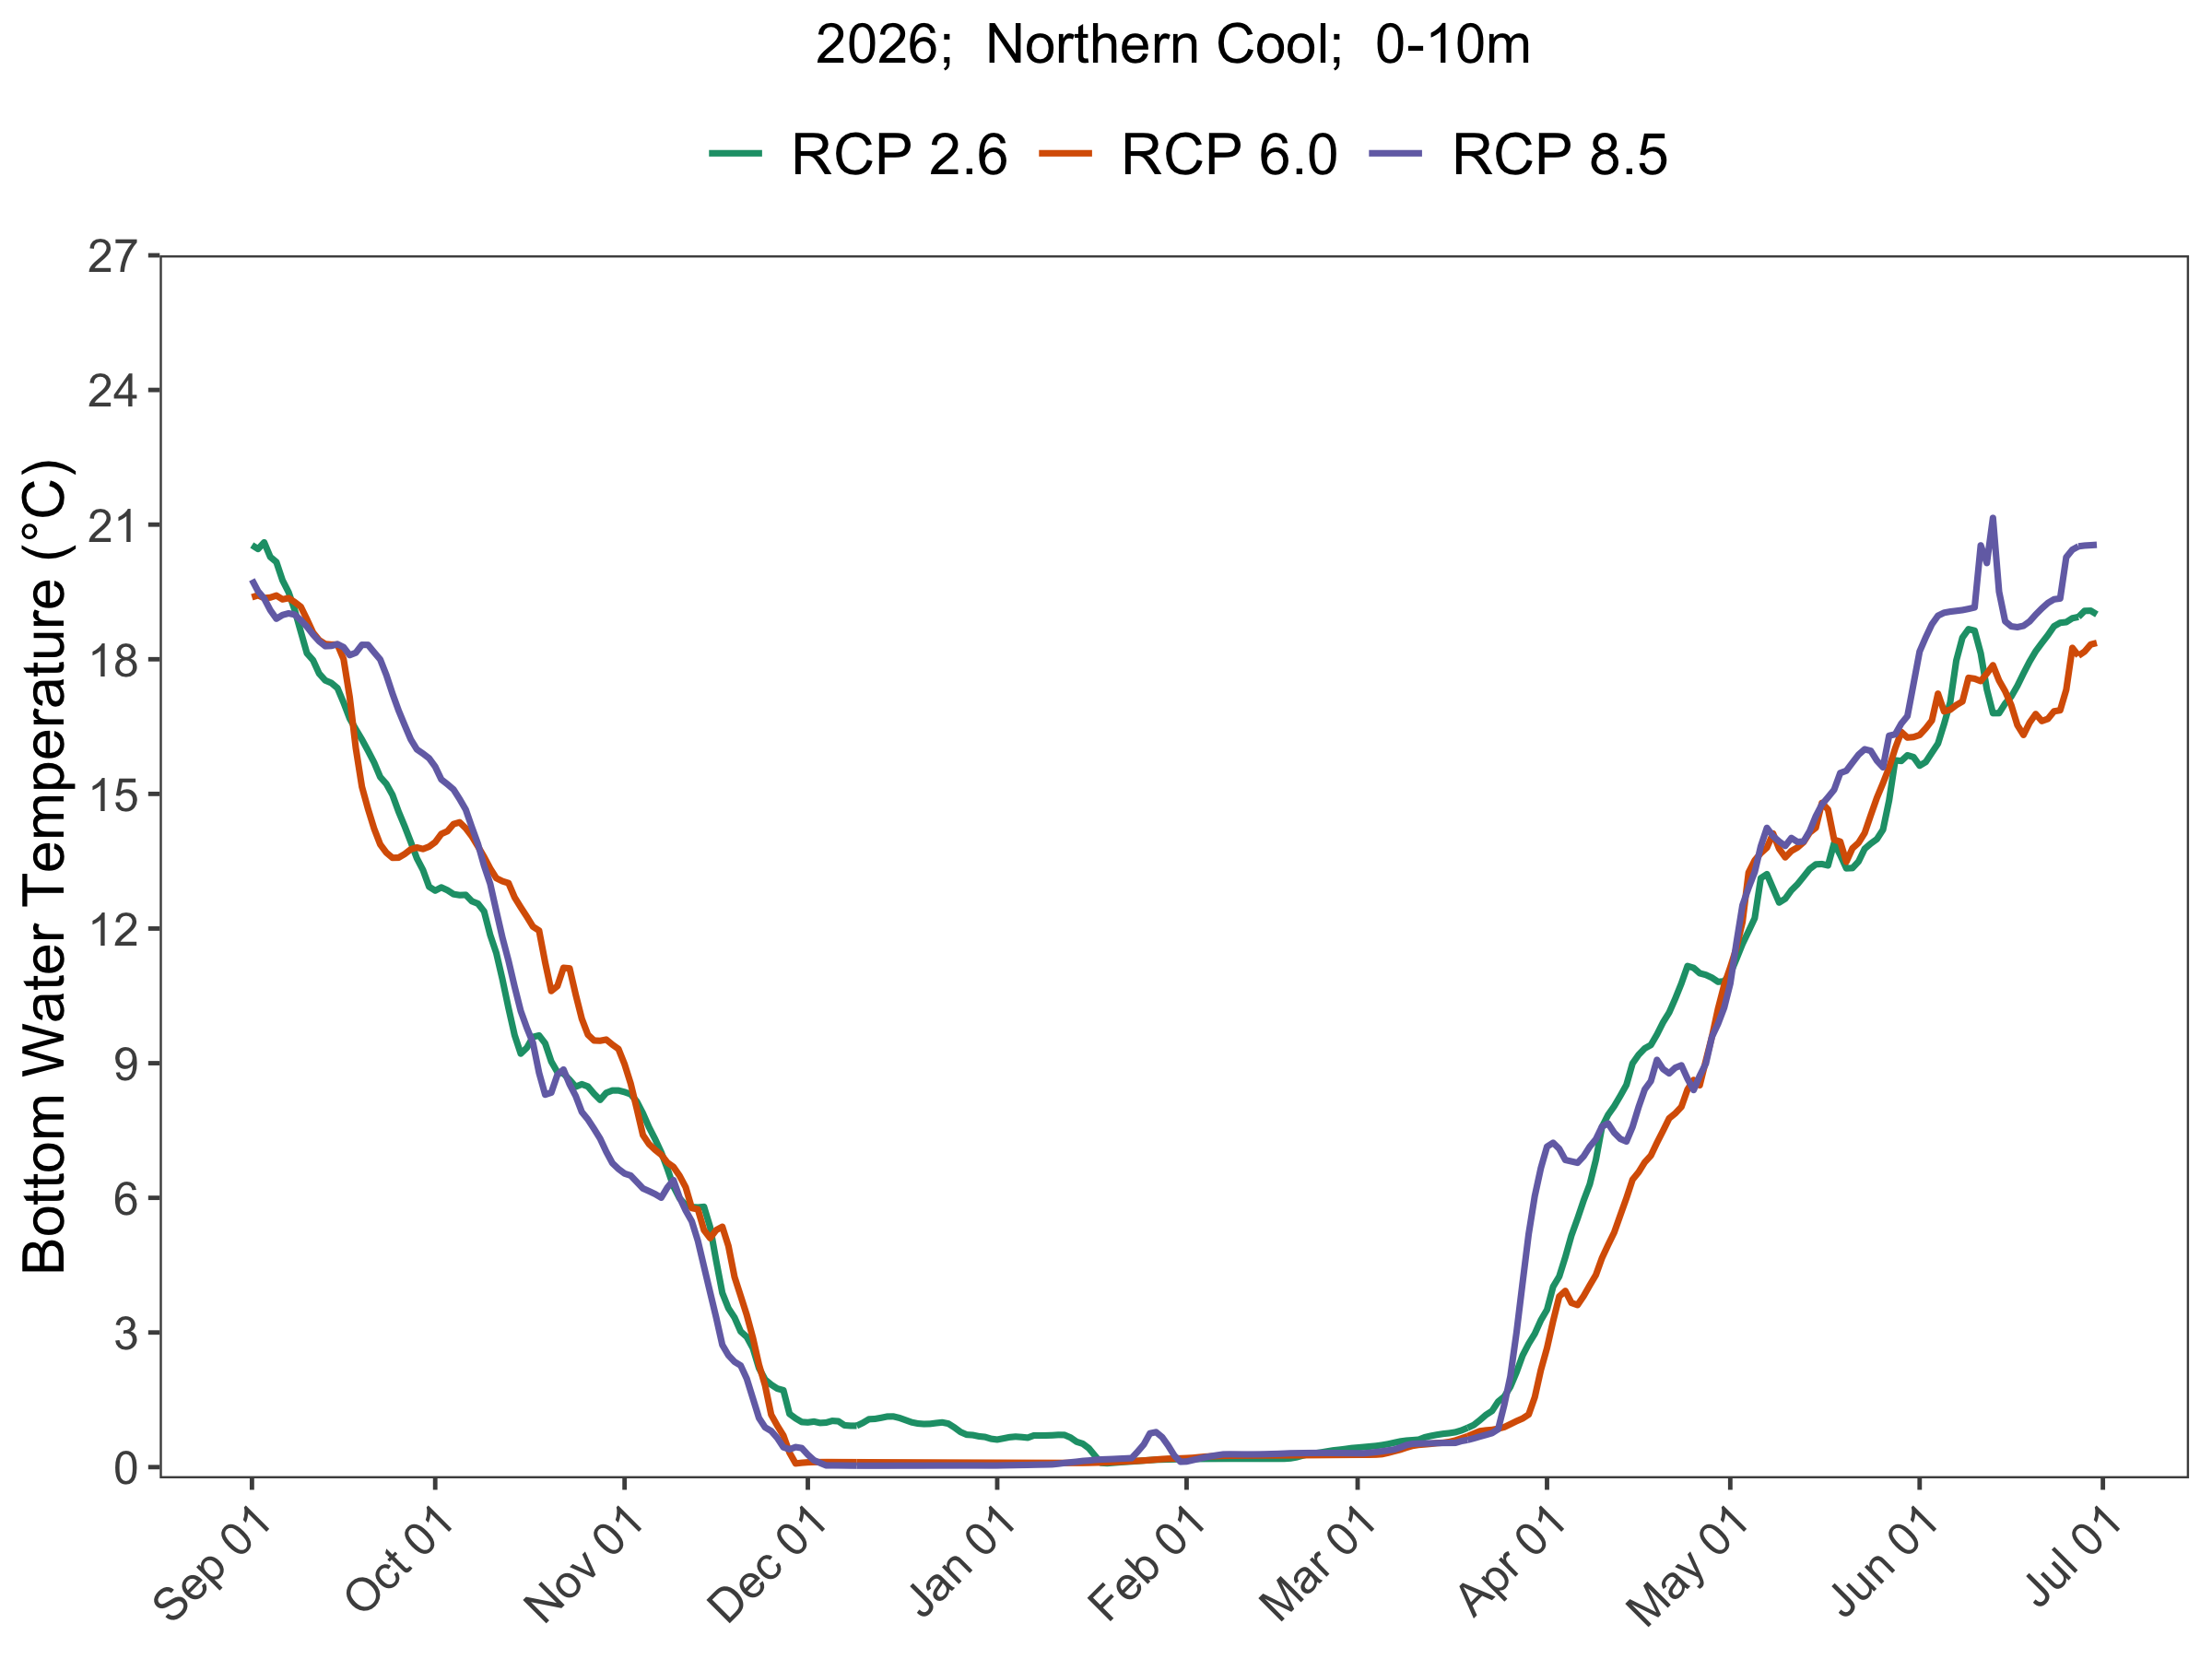 2026;  Northern Cool;  0-10m
RCP 2.6 RCP 6.0 RCP 8.5
Bottom Water Temperature (°C)
27
24
21
18
15
12
9
6
3
0
Sep 01 Oct 01 Nov 01 Dec 01 Jan 01 Feb 01 Mar 01 Apr 01 May 01 Jun 01 Jul 01